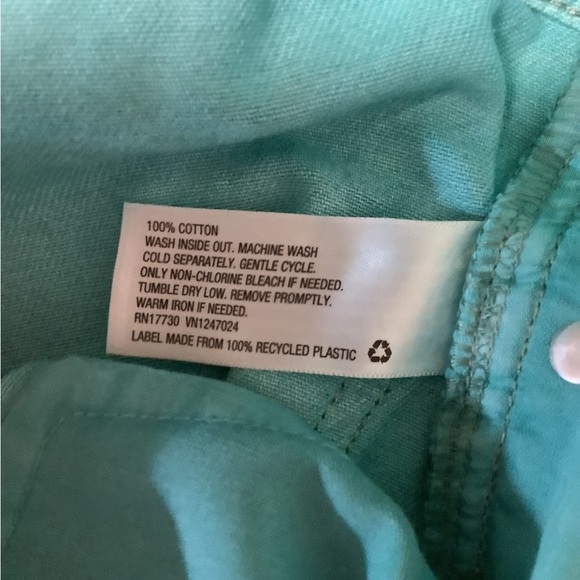 100% COTTON
WASH INSIDE OUT. MACHINE WASH
COLD SEPARATELY. GENTLE CYCLE.
ONLY NON-CHLORINE BLEACH IF NEEDED.
TUMBLE DRY LOW. REMOVE PROMPTLY.
WARM IRON IF NEEDED.
RN17730 VN1247024
LABEL MADE FROM 100% RECYCLED PLASTIC